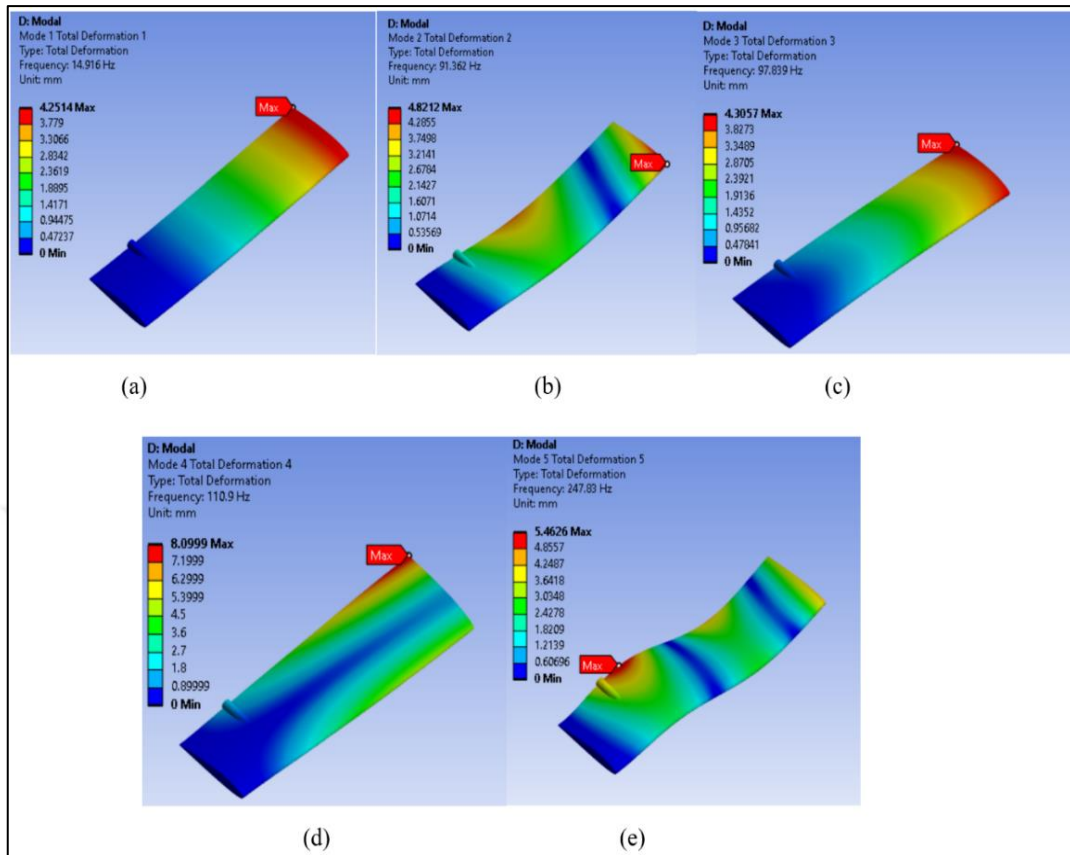 D: Modal
Mode 1 Total Deformation 1
Type: Total Deformation
Frequency: 14.916 Hz
Unit: mm
4.2514 Max
3.779
3.3066
2.8342
2.3619
1.8895
1.4171
0.94475
0.47237
0 Min
Max
(a)
D: Modal
Mode 2 Total Deformation 2
Type: Total Deformation
Frequency: 91.362 Hz
Unit: mm
4.8212 Max
4.2855
3.7498
3.2141
2.6784
2.1427
1.6071
1.0714
0.53569
0 Min
Max
(b)
D: Modal
Mode 3 Total Deformation 3
Type: Total Deformation
Frequency: 97.839 Hz
Unit: mm
4.3057 Max
3.8273
3.3489
2.8705
2.3921
1.9136
1.4352
0.95682
0.47841
0 Min
Max
(c)
D: Modal
Mode 4 Total Deformation 4
Type: Total Deformation
Frequency: 110.9 Hz
Unit: mm
8.0999 Max
7.1999
6.2999
5.3999
4.5
3.6
2.7
1.8
0.89999
0 Min
Max
(d)
D: Modal
Mode 5 Total Deformation 5
Type: Total Deformation
Frequency: 247.83 Hz
Unit: mm
5.4626 Max
4.8557
4.2487
3.6418
3.0348
2.4278
1.8209
1.2139
0.60696
0 Min
Max
(e)